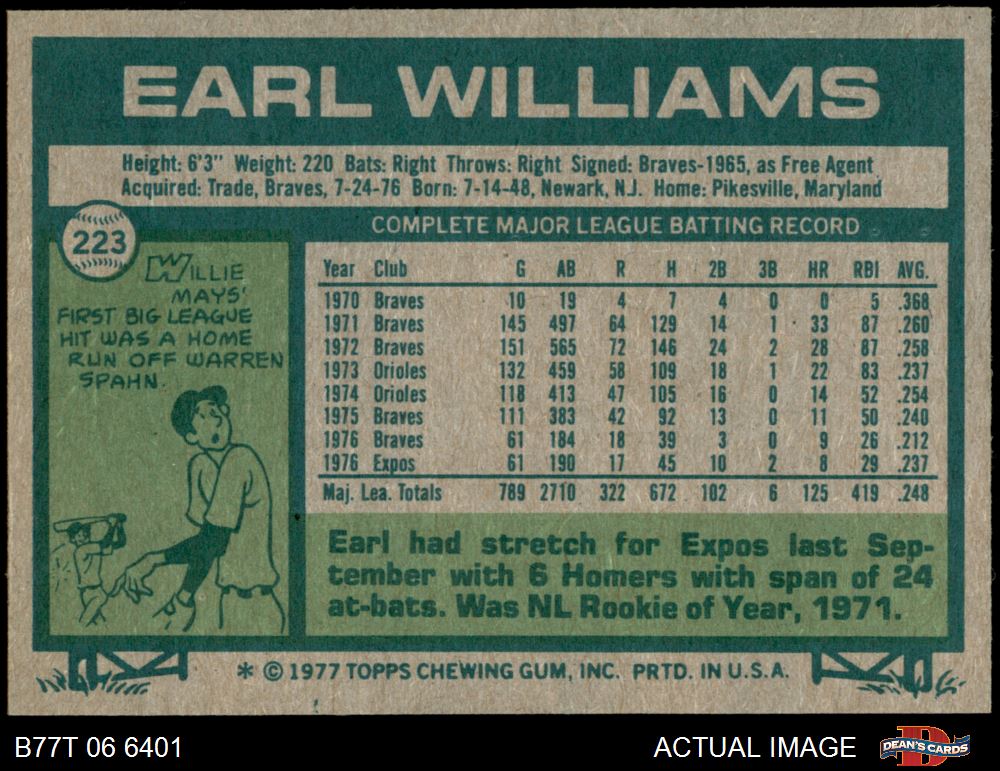 EARL WILLIAMS
Height: 6'3" Weight: 220 Bats: Right Throws: Right Signed: Braves-1965, as Free Agent
Acquired: Trade, Braves, 7-24-76 Born: 7-14-48, Newark, N.J. Home: Pikesville, Maryland
223
WILLIE
MAYS'
FIRST BIG LEAGUE
HIT WAS A HOME
RUN OFF WARREN
SPAHN.
COMPLETE MAJOR LEAGUE BATTING RECORD
Year Club G AB R H 2B 3B HR RBI AVG.
1970 Braves 10 19 4 7 4 0 0 5 .368
1971 Braves 145 497 64 129 14 1 33 87 .260
1972 Braves 151 565 72 146 24 2 28 87 .258
1973 Orioles 132 459 58 109 18 1 22 83 .237
1974 Orioles 118 413 47 105 16 0 14 52 .254
1975 Braves 111 383 42 92 13 0 11 50 .240
1976 Braves 61 184 18 39 3 0 9 26 .212
1976 Expos 61 190 17 45 10 2 8 29 .237
Maj. Lea. Totals 789 2710 322 672 102 6 125 419 .248
Earl had stretch for Expos last Sep-
tember with 6 Homers with span of 24
at-bats. Was NL Rookie of Year, 1971.
* © 1977 TOPPS CHEWING GUM, INC. PRTD. IN U.S.A.
B77T 06 6401
ACTUAL IMAGE
DEAN'S CARDS